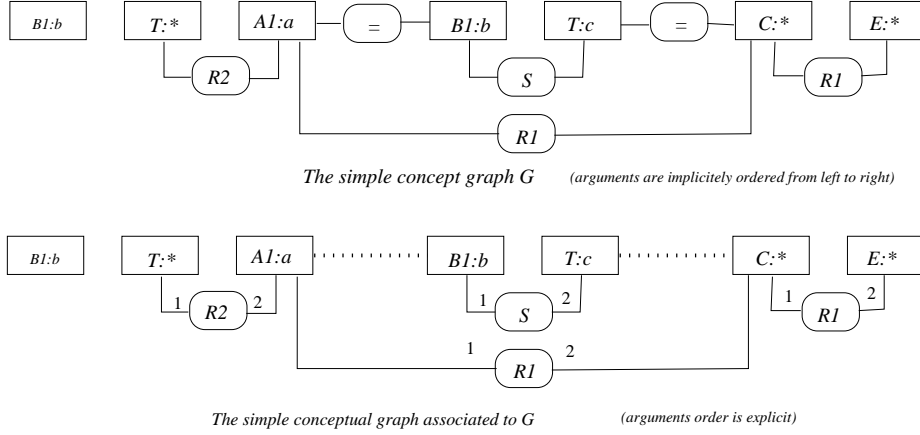 B1:b T:* A1:a = B1:b T:c = C:* E:*
R2 S R1
R1
The simple concept graph G (arguments are implicitely ordered from left to right)
B1:b T:* A1:a B1:b T:c C:* E:*
1 R2 2 1 S 2 1 R1 2
1 R1 2
The simple conceptual graph associated to G (arguments order is explicit)